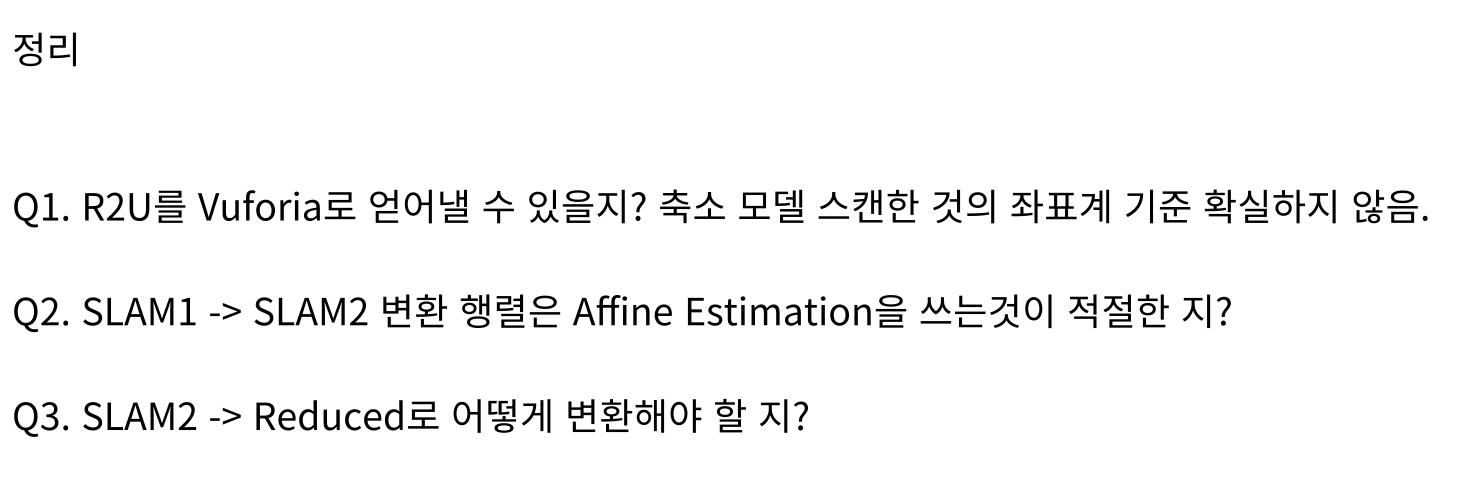 정리
Q1. R2U를 Vuforia로 얻어낼 수 있을지? 축소 모델 스캔한 것의 좌표계 기준 확실하지 않음.
Q2. SLAM1 -> SLAM2 변환 행렬은 Affine Estimation을 쓰는것이 적절한 지?
Q3. SLAM2 -> Reduced로 어떻게 변환해야 할 지?